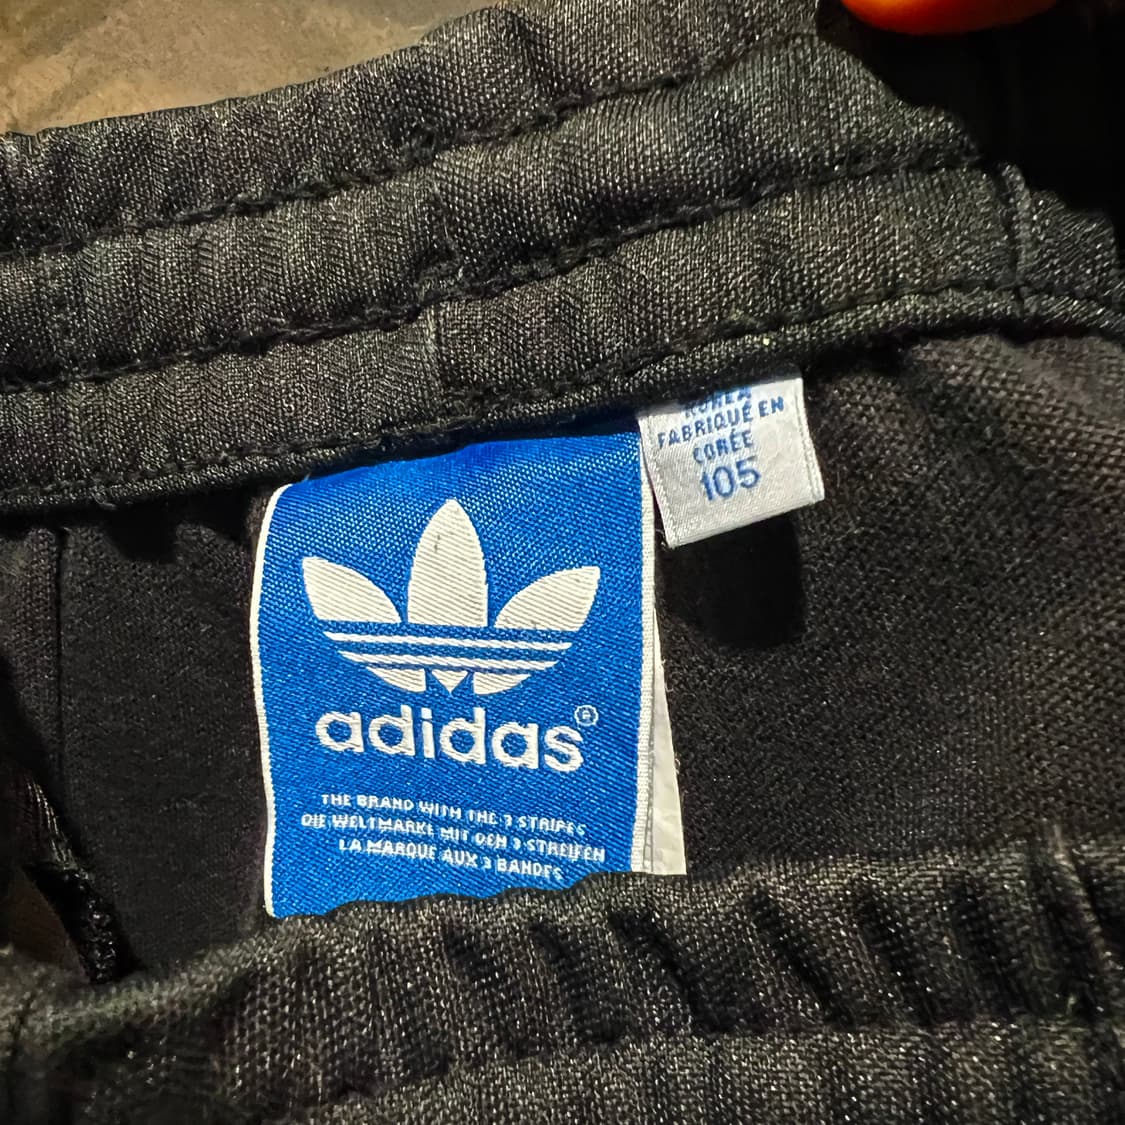 KOREA
FABRIQUÉ EN
CORÉE
105
adidas®
THE BRAND WITH THE 3 STRIPES
DIE WELTMARKE MIT DEN 3 STREIFEN
LA MARQUE AUX 3 BANDES